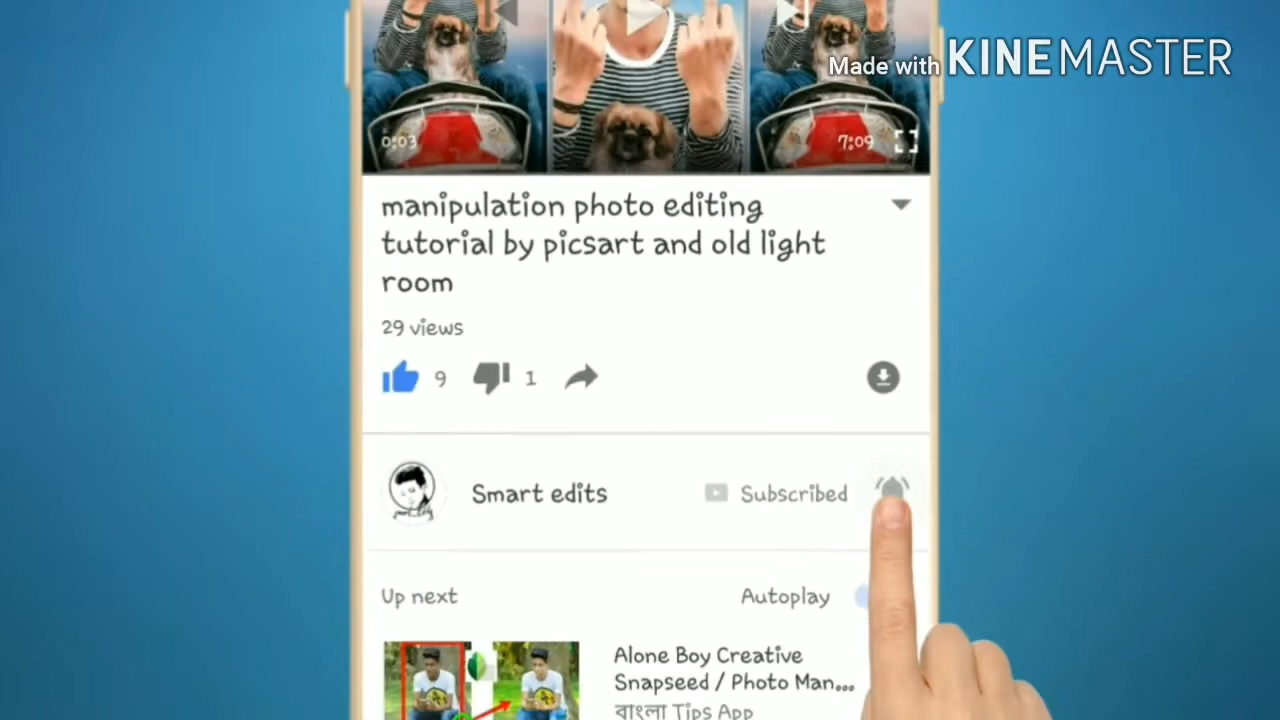 Made with KINEMASTER
0:03
7:09
manipulation photo editing
tutorial by picsart and old light
room
29 views
9
1
Smart edits
Subscribed
Up next
Autoplay
Alone Boy Creative
Snapseed / Photo Man...
বাংলা Tips App